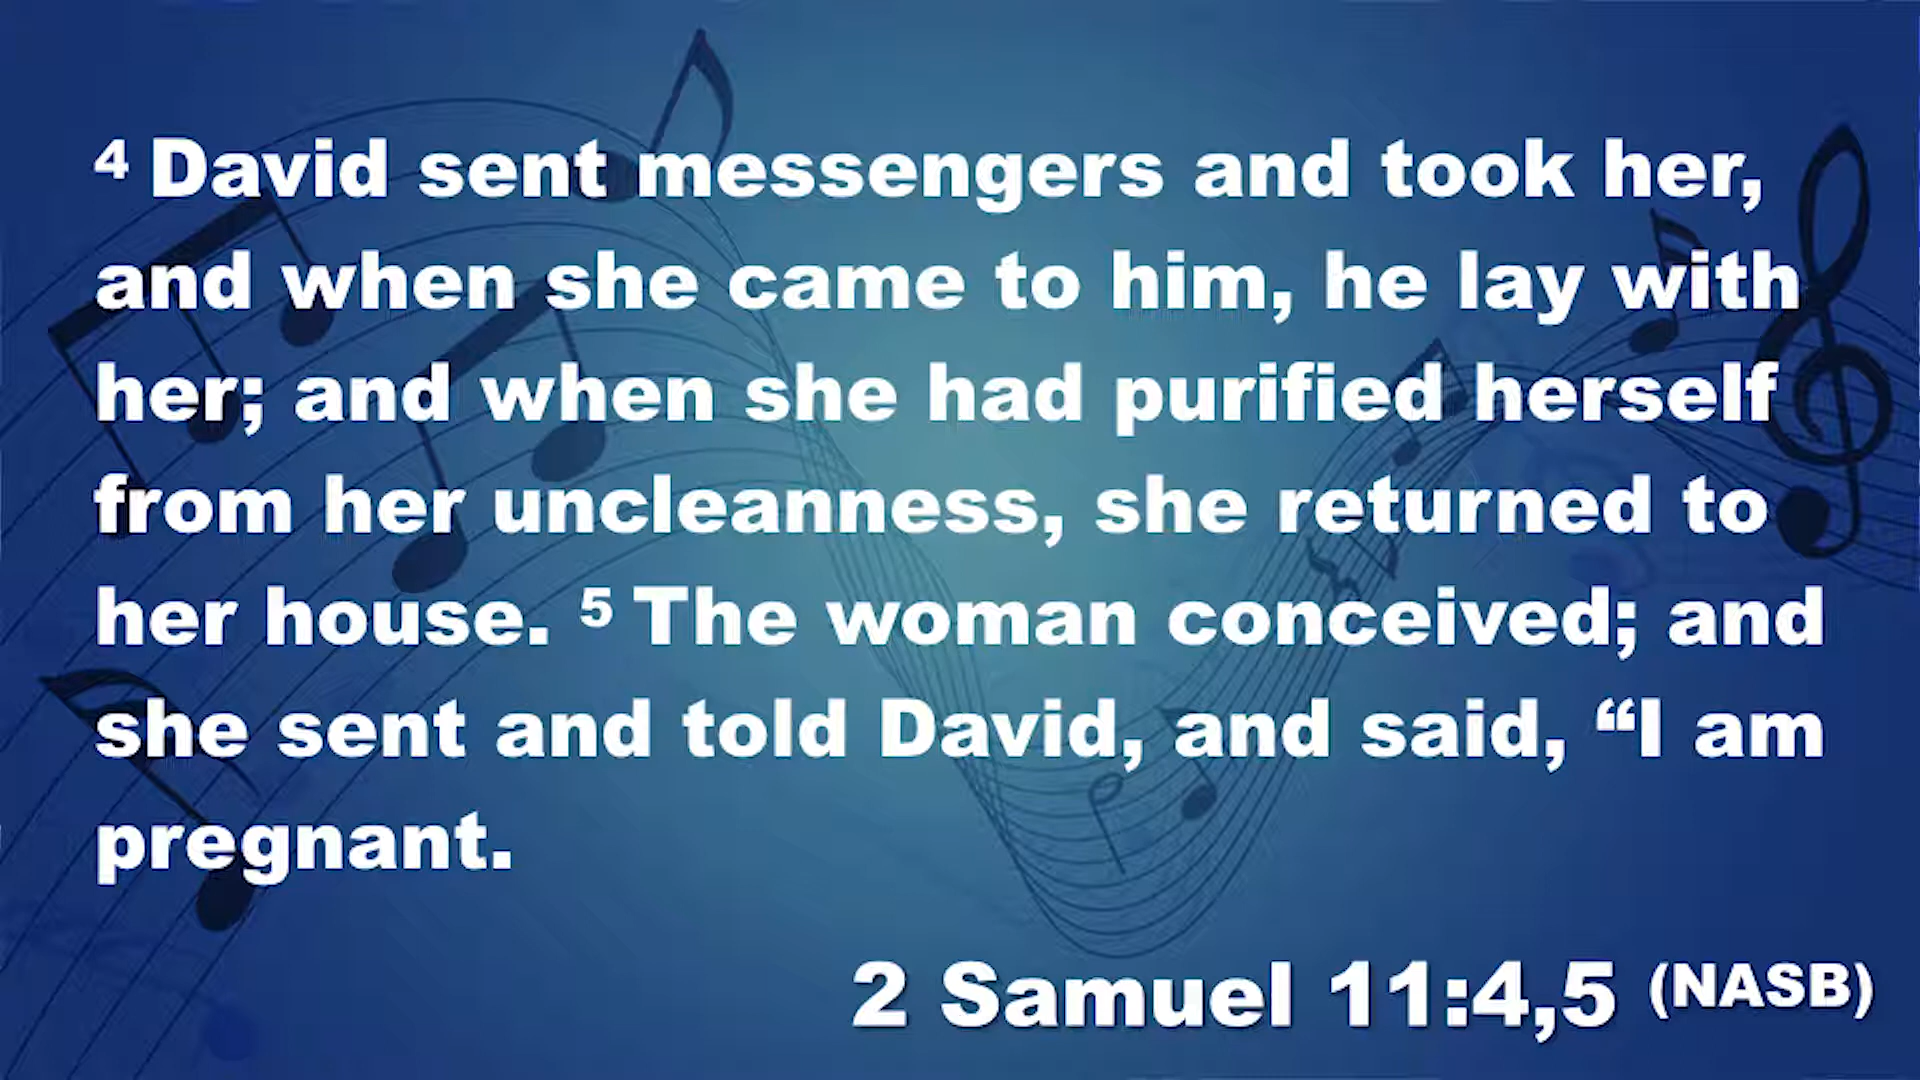 ⁴ David sent messengers and took her,
and when she came to him, he lay with
her; and when she had purified herself
from her uncleanness, she returned to
her house. ⁵ The woman conceived; and
she sent and told David, and said, “I am
pregnant.
2 Samuel 11:4,5 (NASB)